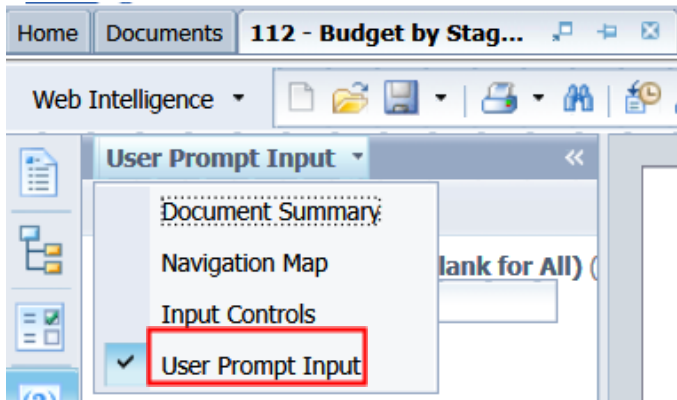 Home Documents 112 - Budget by Stag...
Web Intelligence
User Prompt Input
Document Summary
Navigation Map
lank for All) (
Input Controls
User Prompt Input
(?)